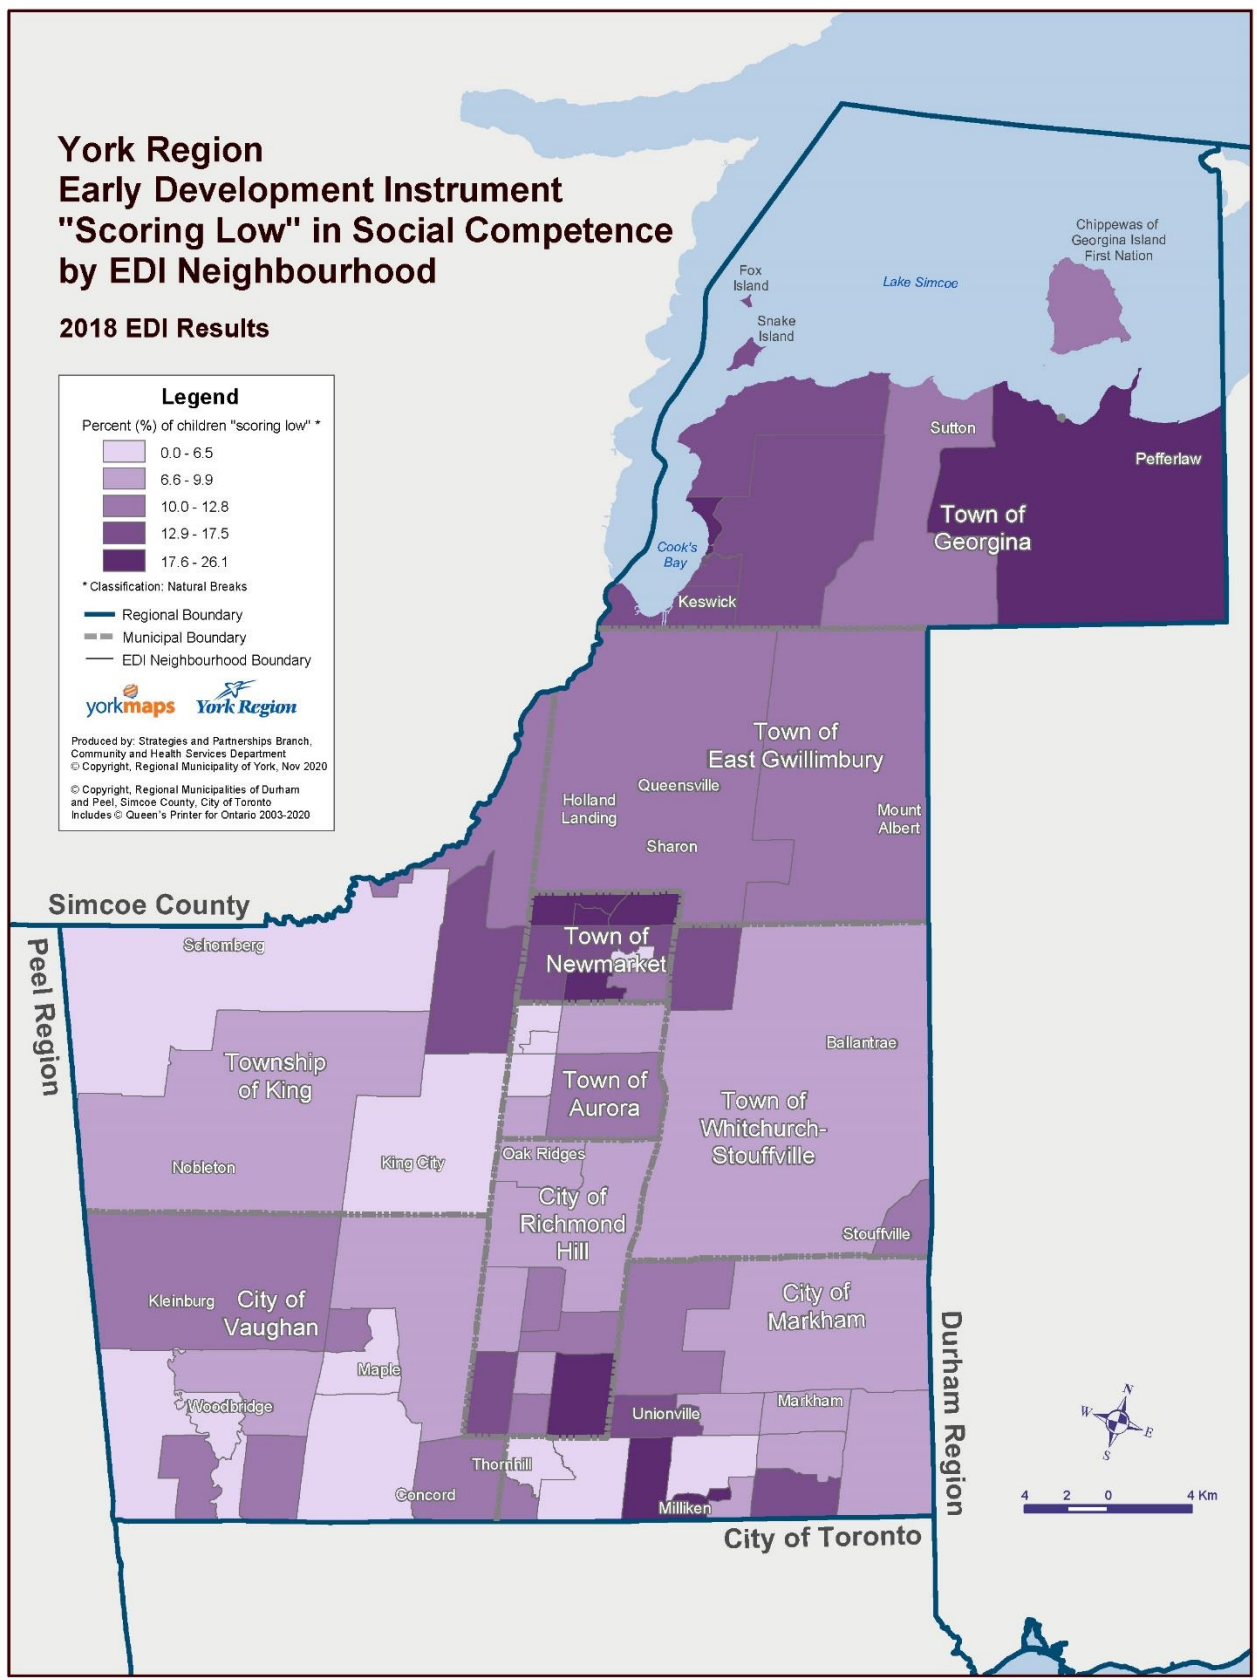 York Region
Early Development Instrument
"Scoring Low" in Social Competence
by EDI Neighbourhood
2018 EDI Results
Legend
Percent (%) of children "scoring low" *
0.0 - 6.5
6.6 - 9.9
10.0 - 12.8
12.9 - 17.5
17.6 - 26.1
* Classification: Natural Breaks
Regional Boundary
Municipal Boundary
EDI Neighbourhood Boundary
yorkmaps
York Region
Produced by: Strategies and Partnerships Branch,
Community and Health Services Department
© Copyright, Regional Municipality of York, Nov 2020
© Copyright, Regional Municipalities of Durham
and Peel, Simcoe County, City of Toronto
Includes © Queen's Printer for Ontario 2003-2020
Chippewas of
Georgina Island
First Nation
Fox
Island
Lake Simcoe
Snake
Island
Sutton
Pefferlaw
Town of
Georgina
Cook's
Bay
Keswick
Town of
East Gwillimbury
Queensville
Holland
Landing
Mount
Albert
Sharon
Simcoe County
Peel Region
Schomberg
Town of
Newmarket
Ballantrae
Township
of King
Town of
Aurora
Town of
Whitchurch-
Stouffville
Nobleton
King City
Oak Ridges
City of
Richmond
Hill
Stouffville
Kleinburg
City of
Vaughan
City of
Markham
Maple
Woodbridge
Unionville
Markham
Thornhill
Concord
Milliken
Durham Region
City of Toronto
N
W
E
S
4 2 0 4 Km